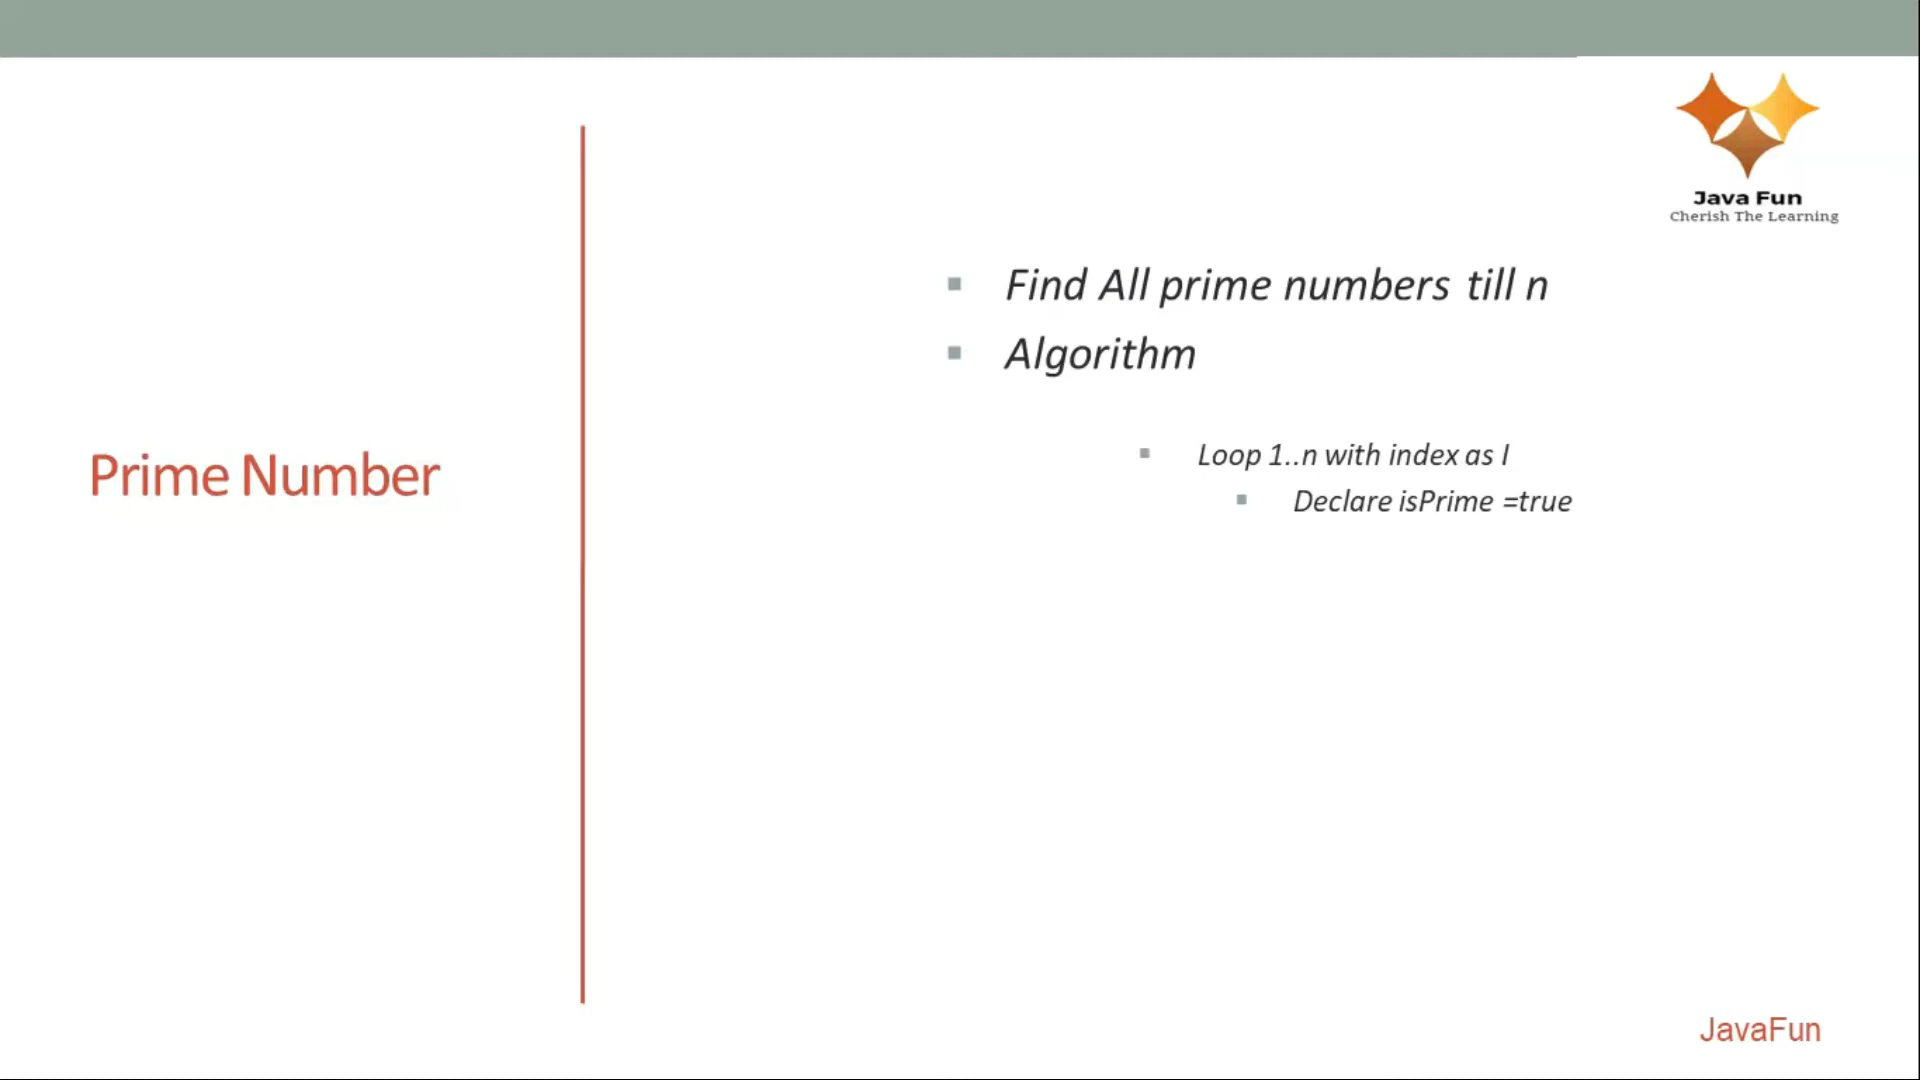 Java Fun
Cherish The Learning
Prime Number
Find All prime numbers till n
Algorithm
Loop 1..n with index as I
Declare isPrime =true
JavaFun